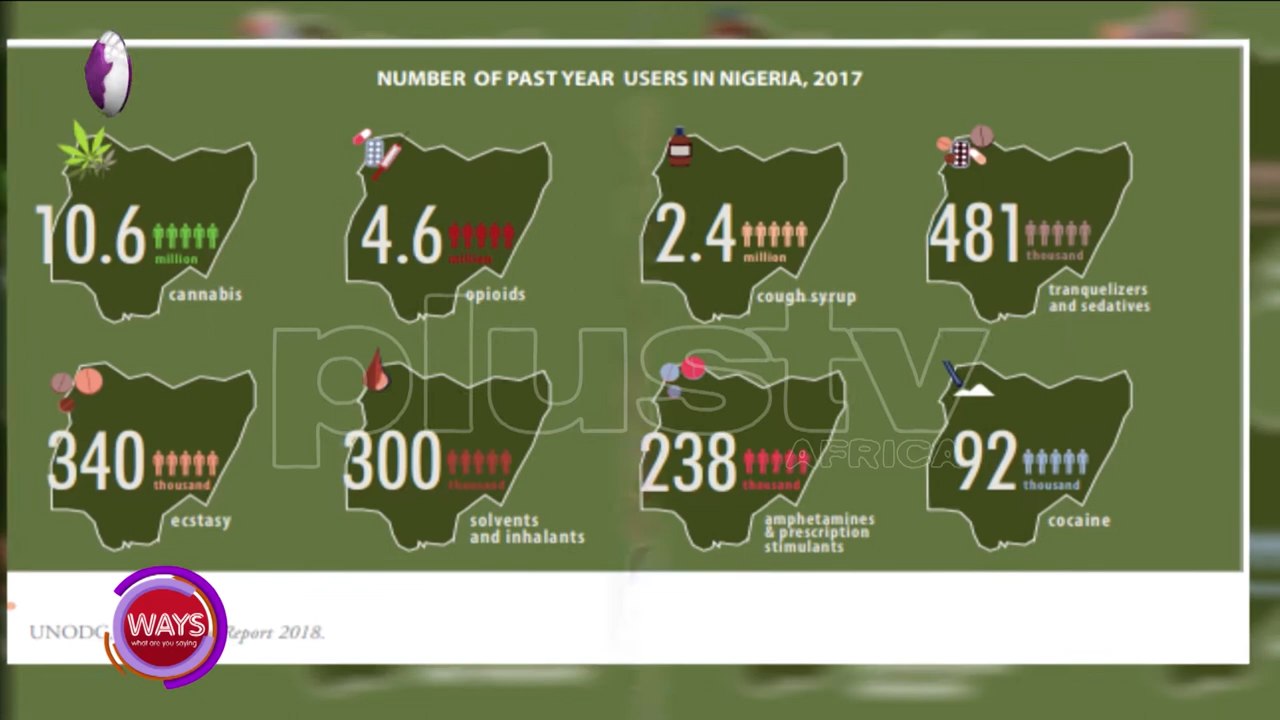 NUMBER OF PAST YEAR USERS IN NIGERIA, 2017
10.6
million
cannabis
4.6
million
opioids
2.4
million
cough syrup
481
thousand
tranquelizers
and sedatives
340
thousand
ecstasy
300
thousand
solvents
and inhalants
238
thousand
amphetamines
& prescription
stimulants
92
thousand
cocaine
plustv
AFRICA
UNODC
Report 2018.
WAYS
what are you saying